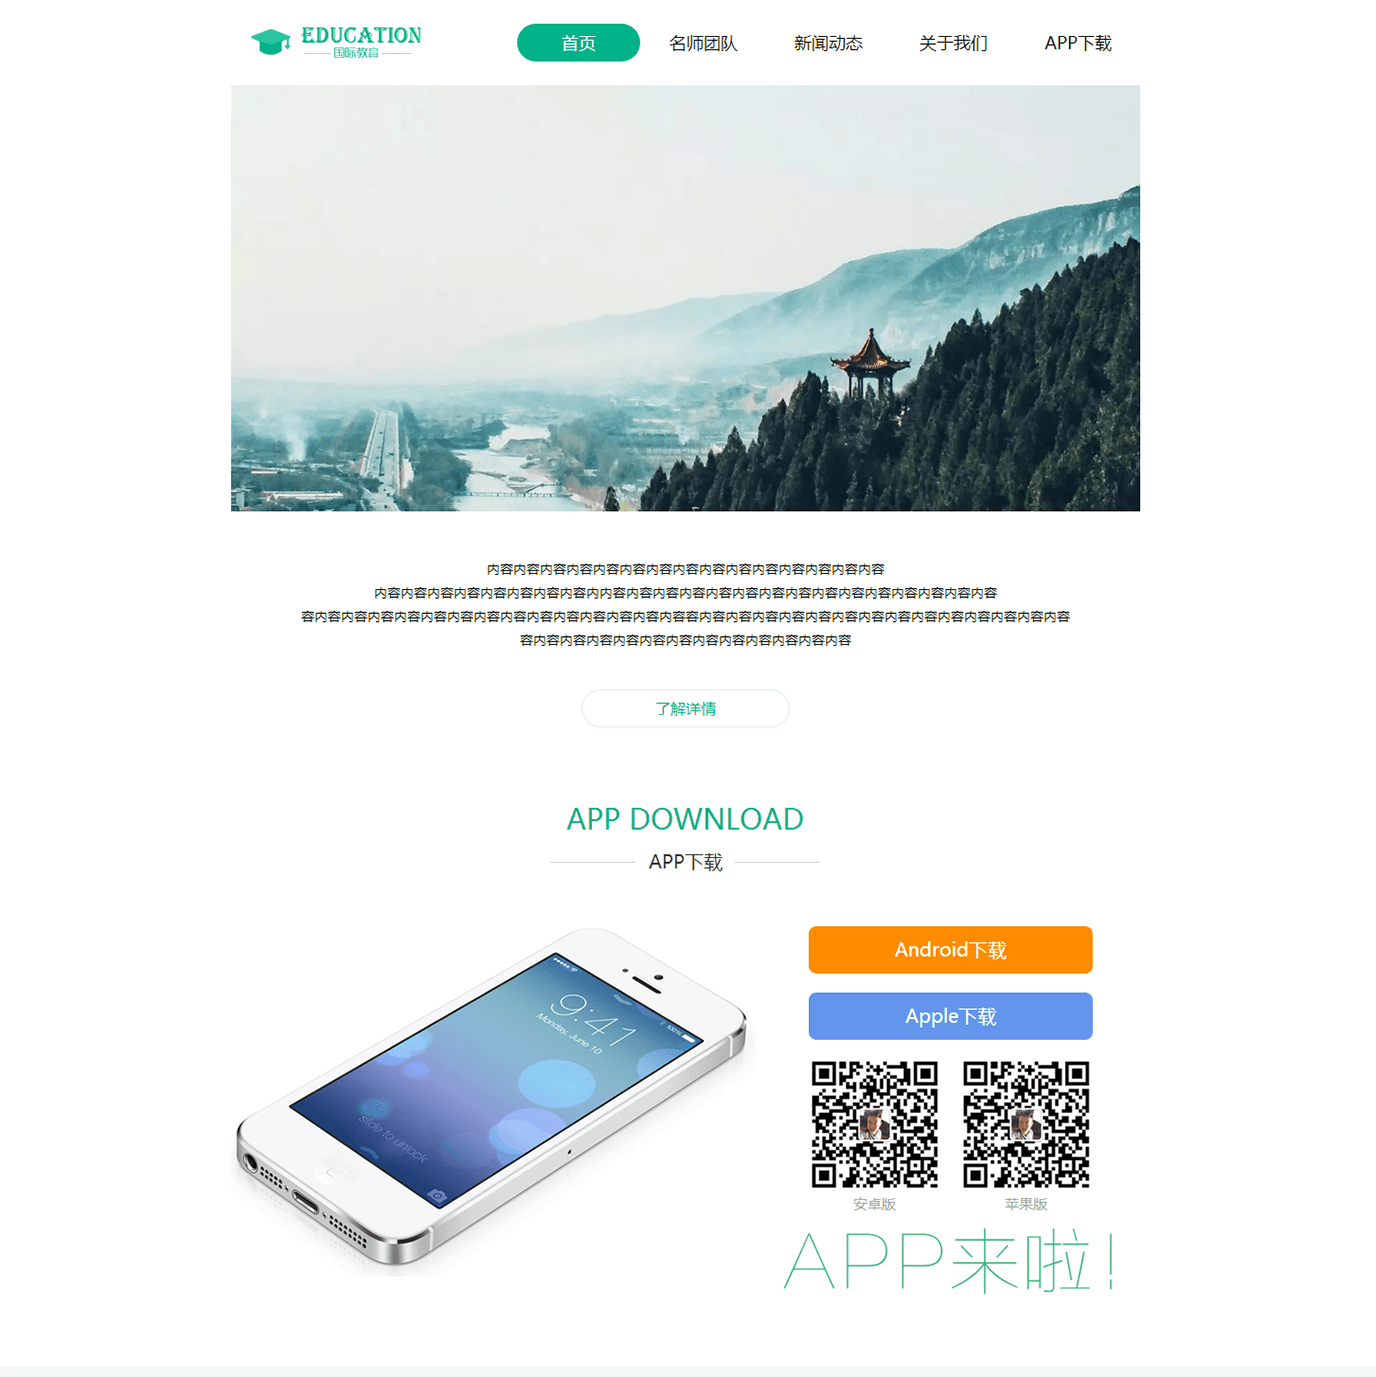 EDUCATION
国际教育
首页 名师团队 新闻动态 关于我们 APP下载
内容内容内容内容内容内容内容内容内容内容内容内容内容内容内容
内容内容内容内容内容内容内容内容内内容内容内容内容内容内容内容内容内容内容内容内容内容内容内容
容内容内容内容内容内容内容内容内容内容内容内容内容内容内容容内容内容内容内容内容内容内容内容内容内容内容内容内容内容
容内容内容内容内容内容内容内容内容内容内容内容内容
了解详情
APP DOWNLOAD
APP下载
9:41
Monday, June 10
100%
slide to unlock
Android下载
Apple下载
安卓版 苹果版
APP来啦!